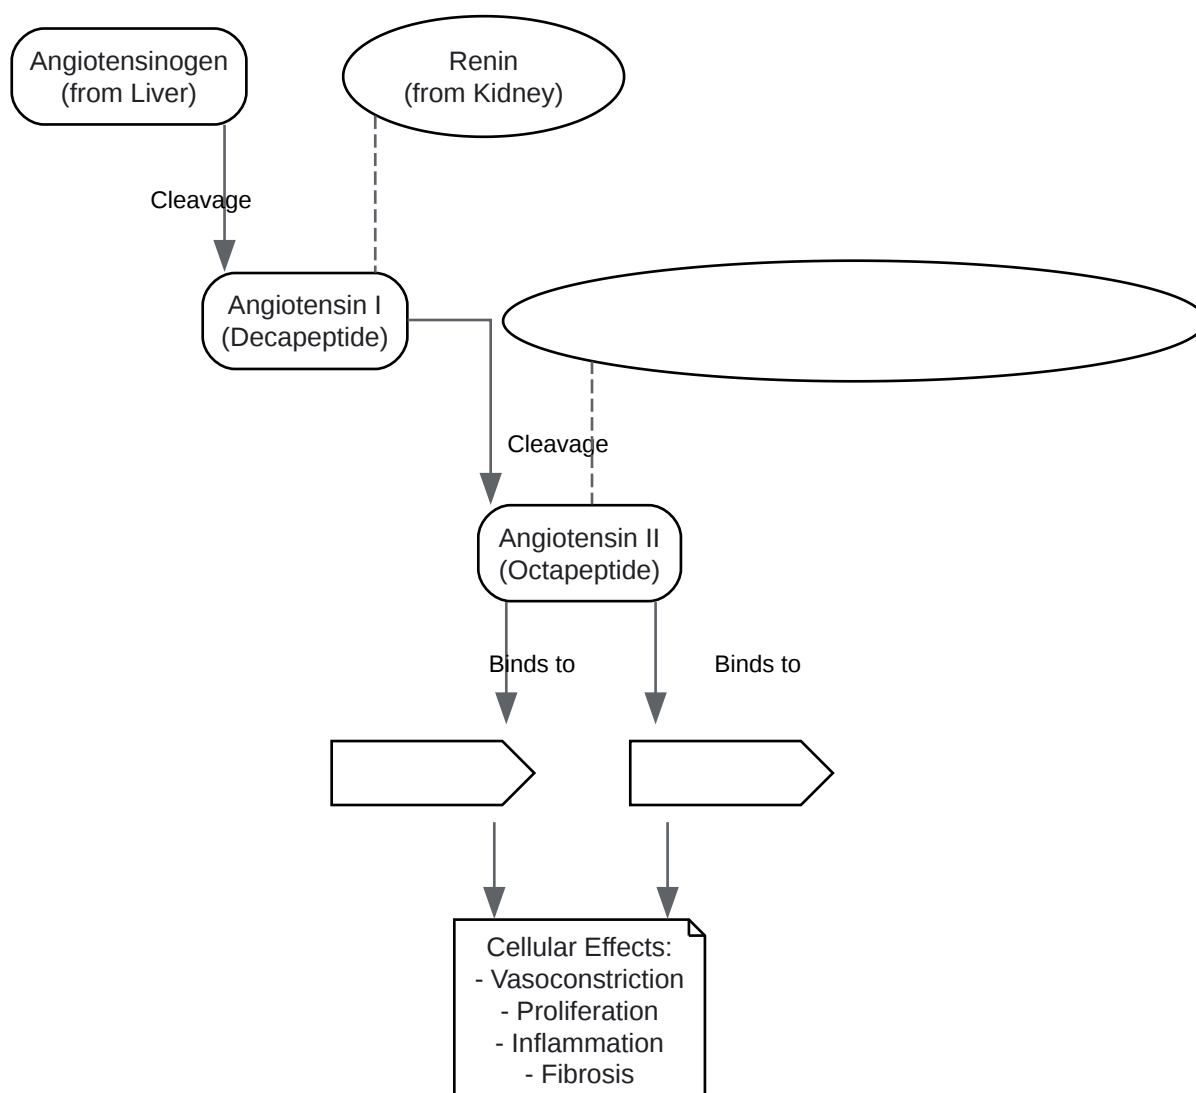 Angiotensinogen
(from Liver)
Renin
(from Kidney)
Cleavage
Angiotensin I
(Decapeptide)
Cleavage
Angiotensin II
(Octapeptide)
Binds to
Binds to
Cellular Effects:
- Vasoconstriction
- Proliferation
- Inflammation
- Fibrosis